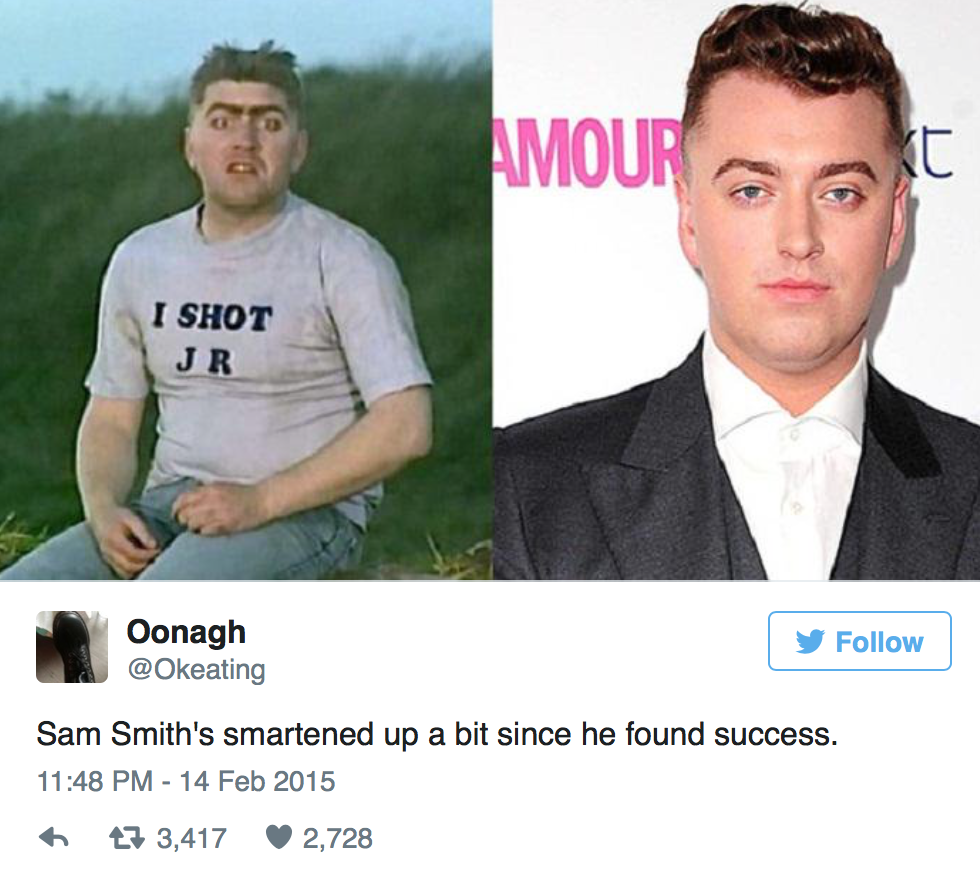 I SHOT
J R
AMOUR
xt
Oonagh
@Okeating
Follow
Sam Smith's smartened up a bit since he found success.
11:48 PM - 14 Feb 2015
3,417 2,728